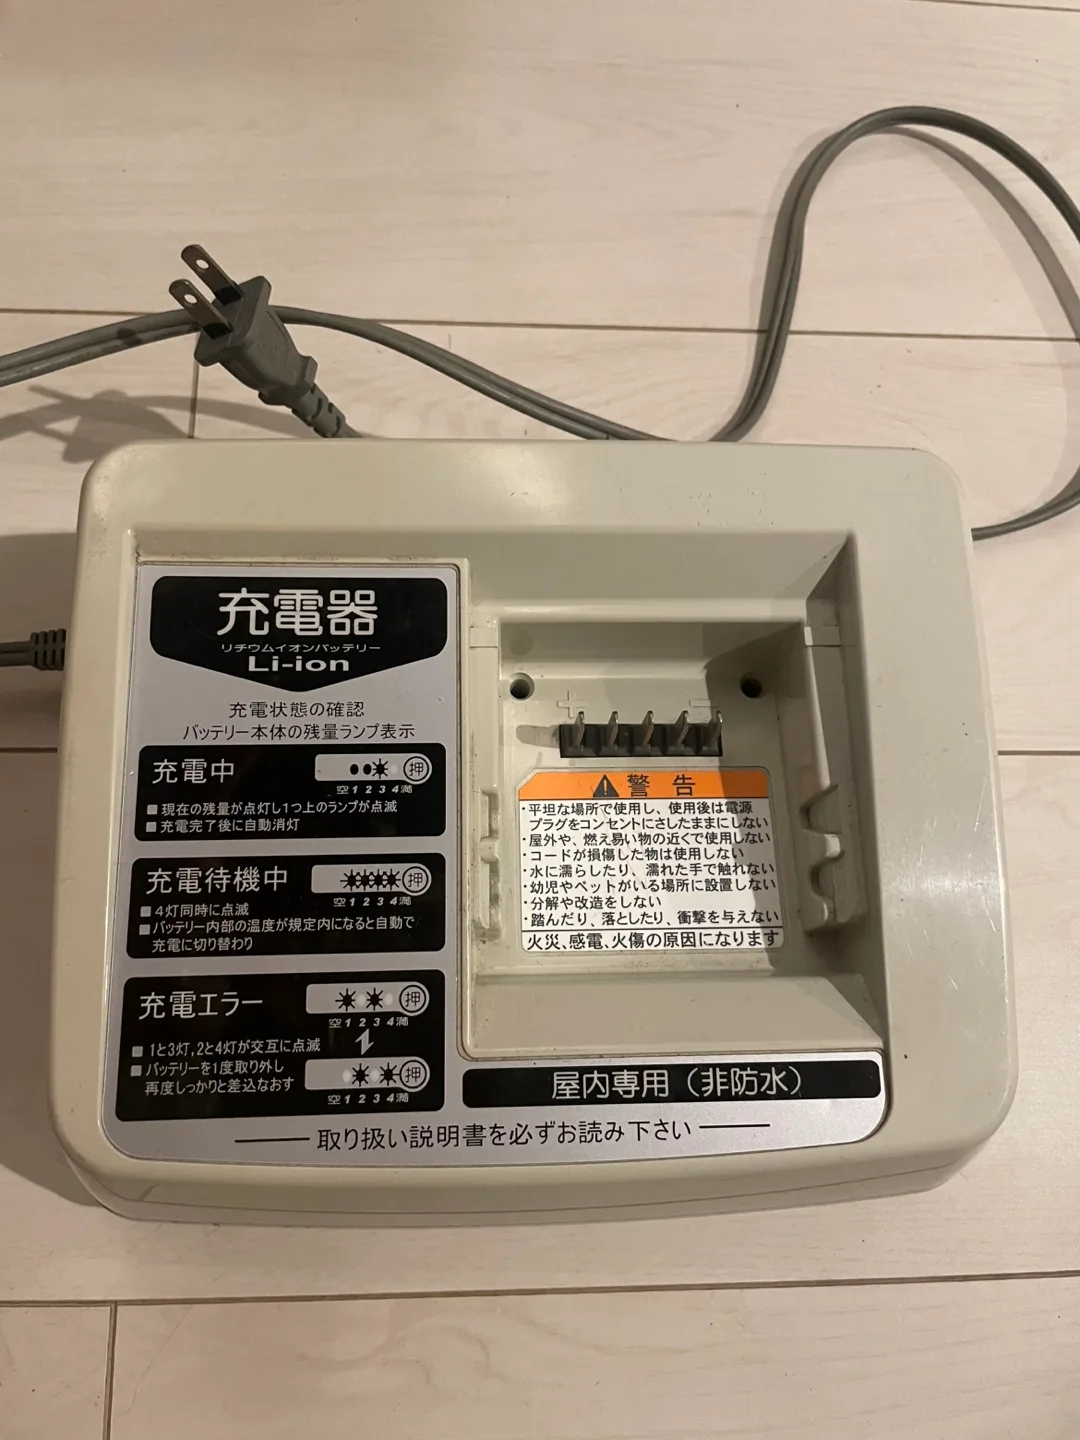 充電器
リチウムイオンバッテリー
Li-ion
充電状態の確認
バッテリー本体の残量ランプ表示
充電中
押
空1234満
■現在の残量が点灯し1つ上のランプが点滅
■充電完了後に自動消灯
充電待機中
押
空1234満
■4灯同時に点滅
■バッテリー内部の温度が規定内になると自動で
充電に切り替わり
充電エラー
押
空1234満
■1と3灯,2と4灯が交互に点滅
■バッテリーを1度取り外し
再度しっかりと差込なおす
押
空1234満
+ −
警告
・平坦な場所で使用し、使用後は電源
プラグをコンセントにさしたままにしない
・屋外や、燃え易い物の近くで使用しない
・コードが損傷した物は使用しない
・水に濡らしたり、濡れた手で触れない
・幼児やペットがいる場所に設置しない
・分解や改造をしない
・踏んだり、落としたり、衝撃を与えない
火災、感電、火傷の原因になります
屋内専用（非防水）
取り扱い説明書を必ずお読み下さい